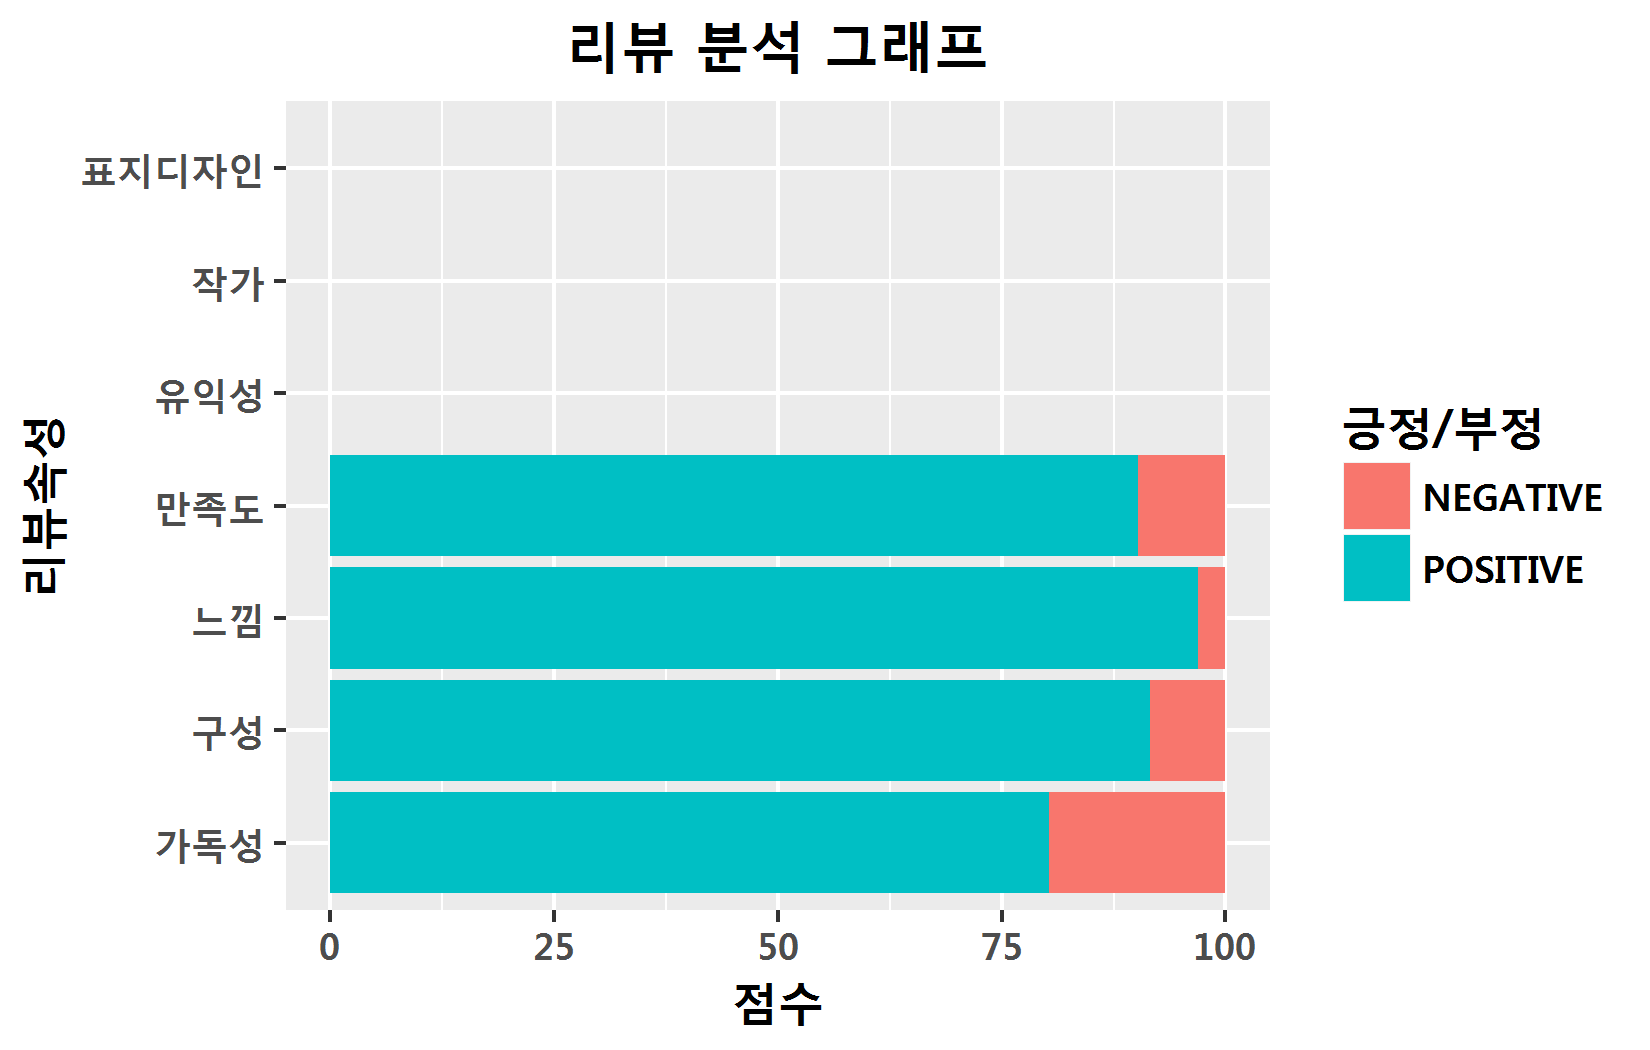 리뷰 분석 그래프
표지디자인
작가
유익성
만족도
느낌
구성
가독성
리뷰속성
0 25 50 75 100
점수
긍정/부정
NEGATIVE
POSITIVE